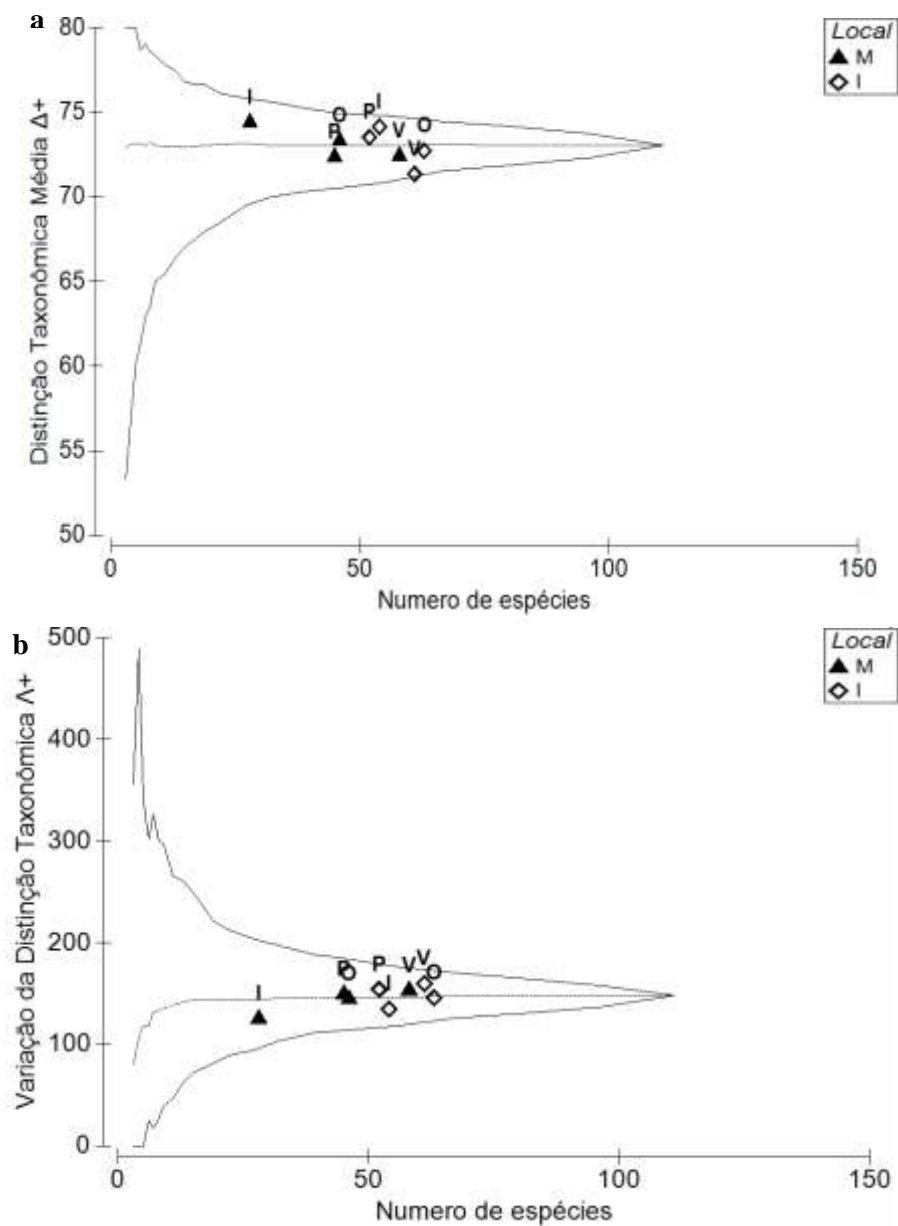 a
80
75
70
65
60
55
50
Distinção Taxonômica Média Δ+
Local
M
I
I
O
P
P
I
V
V
O
0
50
100
150
Numero de espécies
b
500
400
300
200
100
0
Variação da Distinção Taxonômica Λ+
Local
M
I
I
P
O
P
I
V
V
O
0
50
100
150
Numero de espécies